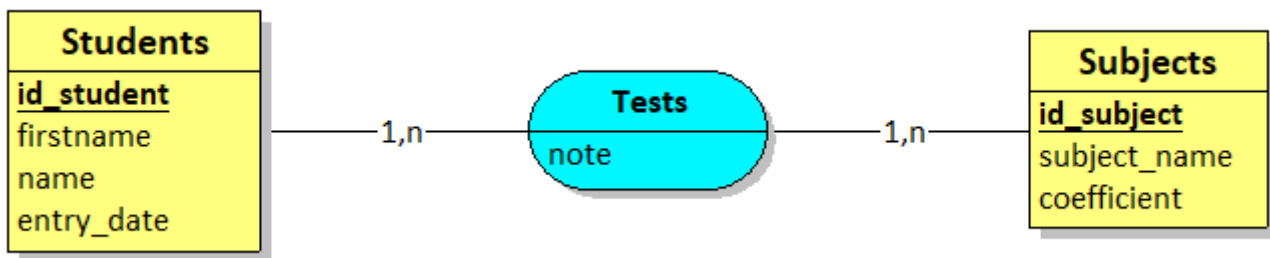 Students
id_student
firstname
name
entry_date
1,n
Tests
note
1,n
Subjects
id_subject
subject_name
coefficient